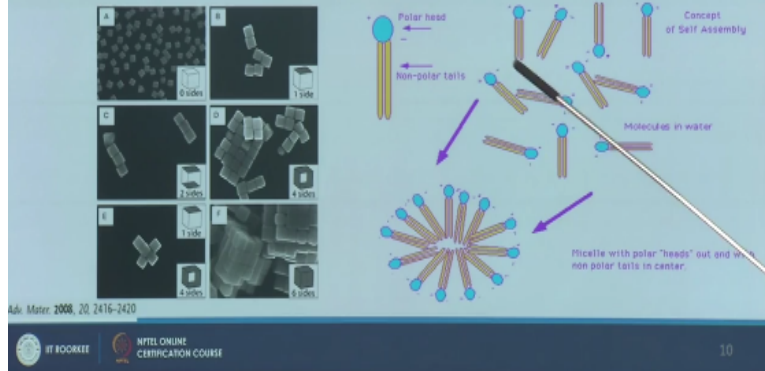 A
B
0 sides
1 side
C
D
2 sides
4 sides
E
1 side
4 sides
F
6 sides
Adv. Mater. 2008, 20, 2416–2420
Polar head
Non-polar tails
Concept
of Self Assembly
Molecules in water
Micelle with polar "heads" out and with
non polar tails in center.
IIT ROORKEE
NPTEL ONLINE
CERTIFICATION COURSE
10